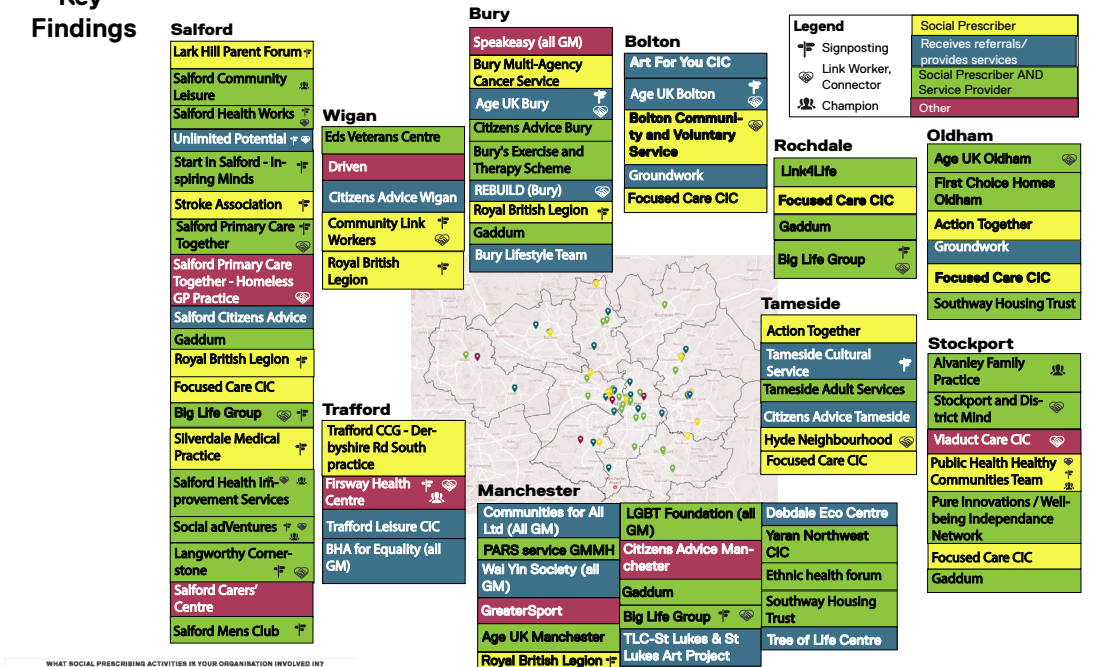 Key
Findings
Salford
Lark Hill Parent Forum
Salford Community
Leisure
Salford Health Works
Unlimited Potential
Start in Salford - In-
spiring Minds
Stroke Association
Salford Primary Care
Together
Salford Primary Care
Together - Homeless
GP Practice
Salford Citizens Advice
Gaddum
Royal British Legion
Focused Care CIC
Big Life Group
Silverdale Medical
Practice
Salford Health Im-
provement Services
Social adVentures
Langworthy Corner-
stone
Salford Carers'
Centre
Salford Mens Club
Wigan
Eds Veterans Centre
Driven
Citizens Advice Wigan
Community Link
Workers
Royal British
Legion
Trafford
Trafford CCG - Der-
byshire Rd South
practice
Firsway Health
Centre
Trafford Leisure CIC
BHA for Equality (all
GM)
Bury
Speakeasy (all GM)
Bury Multi-Agency
Cancer Service
Age UK Bury
Citizens Advice Bury
Bury's Exercise and
Therapy Scheme
REBUILD (Bury)
Royal British Legion
Gaddum
Bury Lifestyle Team
Bolton
Art For You CIC
Age UK Bolton
Bolton Communi-
ty and Voluntary
Service
Groundwork
Focused Care CIC
Legend
Signposting
Link Worker,
Connector
Champion
Social Prescriber
Receives referrals/
provides services
Social Prescriber AND
Service Provider
Other
Rochdale
Link4Life
Focused Care CIC
Gaddum
Big Life Group
Oldham
Age UK Oldham
First Choice Homes
Oldham
Action Together
Groundwork
Focused Care CIC
Southway Housing Trust
Tameside
Action Together
Tameside Cultural
Service
Tameside Adult Services
Citizens Advice Tameside
Hyde Neighbourhood
Focused Care CIC
Stockport
Alvanley Family
Practice
Stockport and Dis-
trict Mind
Viaduct Care CIC
Public Health Healthy
Communities Team
Pure Innovations / Well-
being Independance
Network
Focused Care CIC
Gaddum
Manchester
Communities for All
Ltd (All GM)
PARS service GMMH
Wai Yin Society (all
GM)
GreaterSport
Age UK Manchester
Royal British Legion
LGBT Foundation (all
GM)
Citizens Advice Man-
chester
Gaddum
Big Life Group
TLC-St Lukes & St
Lukes Art Project
Debdale Eco Centre
Yaran Northwest
CIC
Ethnic health forum
Southway Housing
Trust
Tree of Life Centre
WHAT SOCIAL PRESCRIBING ACTIVITIES IS YOUR ORGANISATION INVOLVED IN?